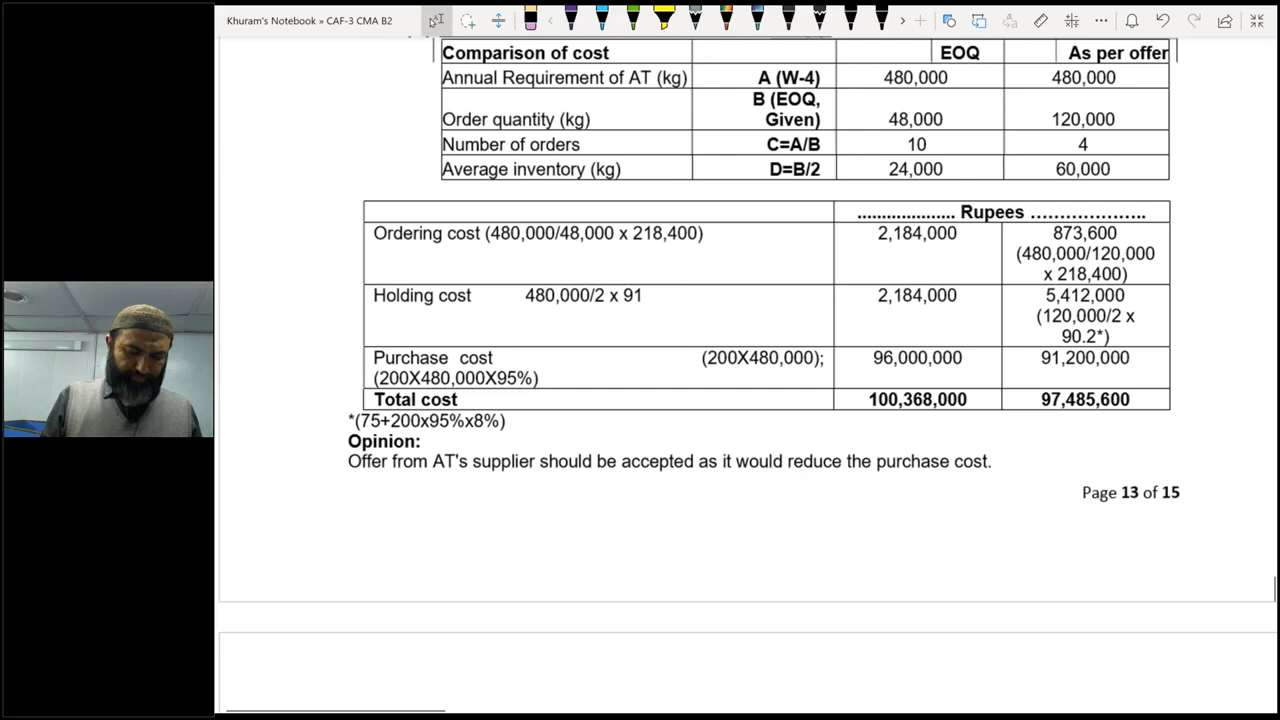 Khuram's Notebook » CAF-3 CMA B2
Comparison of cost EOQ As per offer
Annual Requirement of AT (kg) A (W-4) 480,000 480,000
B (EOQ,
Order quantity (kg) Given) 48,000 120,000
Number of orders C=A/B 10 4
Average inventory (kg) D=B/2 24,000 60,000
.................... Rupees ........................
Ordering cost (480,000/48,000 x 218,400) 2,184,000 873,600
(480,000/120,000
x 218,400)
Holding cost 480,000/2 x 91 2,184,000 5,412,000
(120,000/2 x
90.2*)
Purchase cost (200X480,000); 96,000,000 91,200,000
(200X480,000X95%)
Total cost 100,368,000 97,485,600
*(75+200x95%x8%)
Opinion:
Offer from AT's supplier should be accepted as it would reduce the purchase cost.
Page 13 of 15